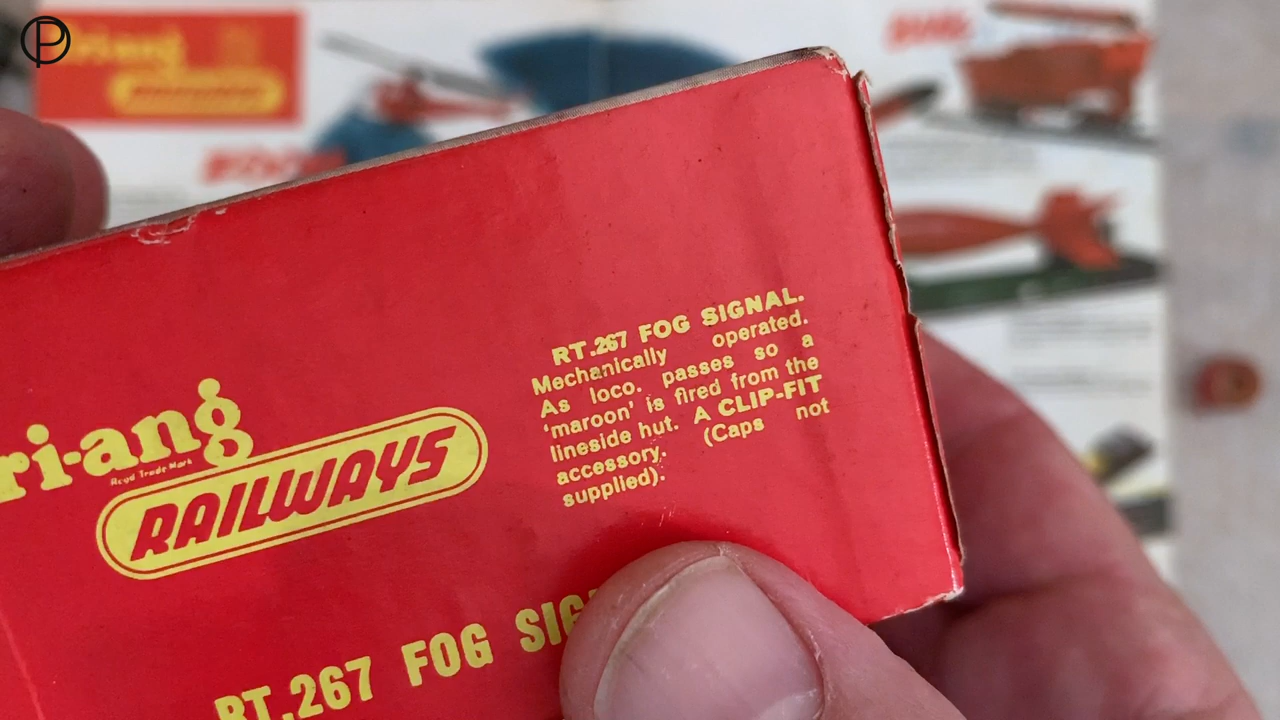 RT.267 FOG SIGNAL.
Mechanically operated.
As loco. passes so a
'maroon' is fired from the
lineside hut. A CLIP-FIT
accessory. (Caps not
supplied).
ri-ang
Regd Trade Mark
RAILWAYS
RT.267 FOG SIG